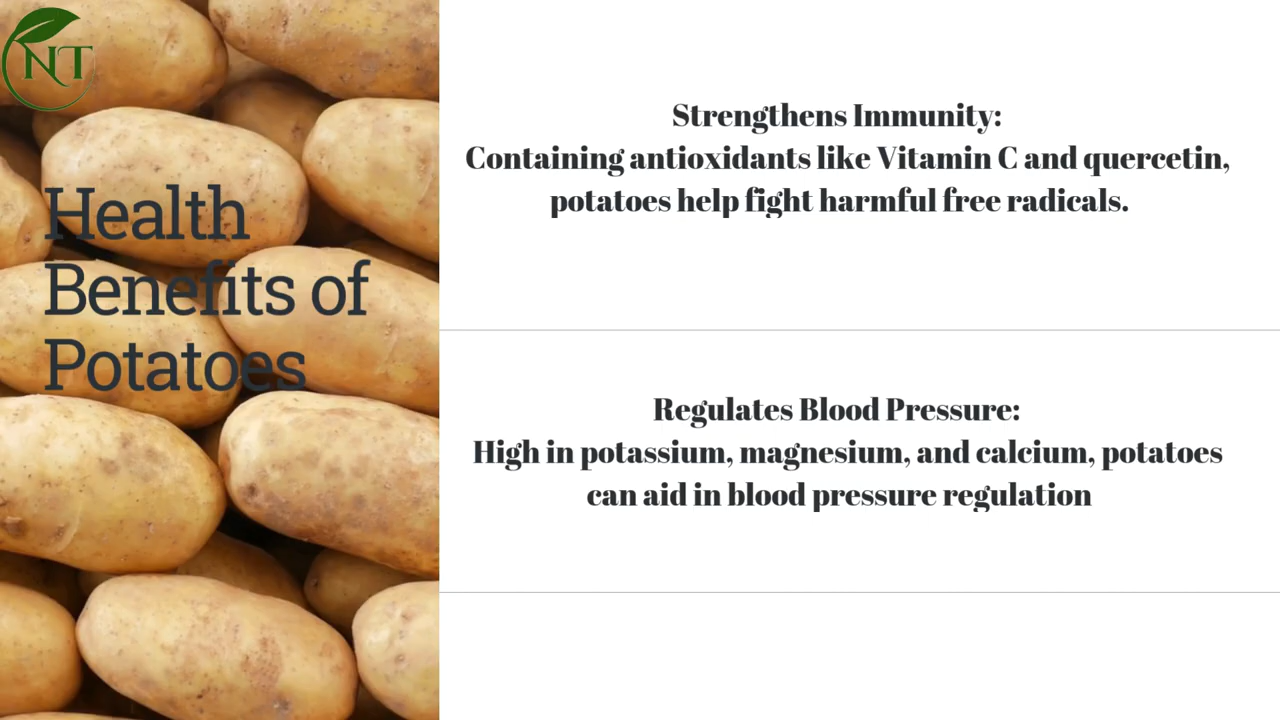 NT
Health
Benefits of
Potatoes
Strengthens Immunity:
Containing antioxidants like Vitamin C and quercetin,
potatoes help fight harmful free radicals.
Regulates Blood Pressure:
High in potassium, magnesium, and calcium, potatoes
can aid in blood pressure regulation